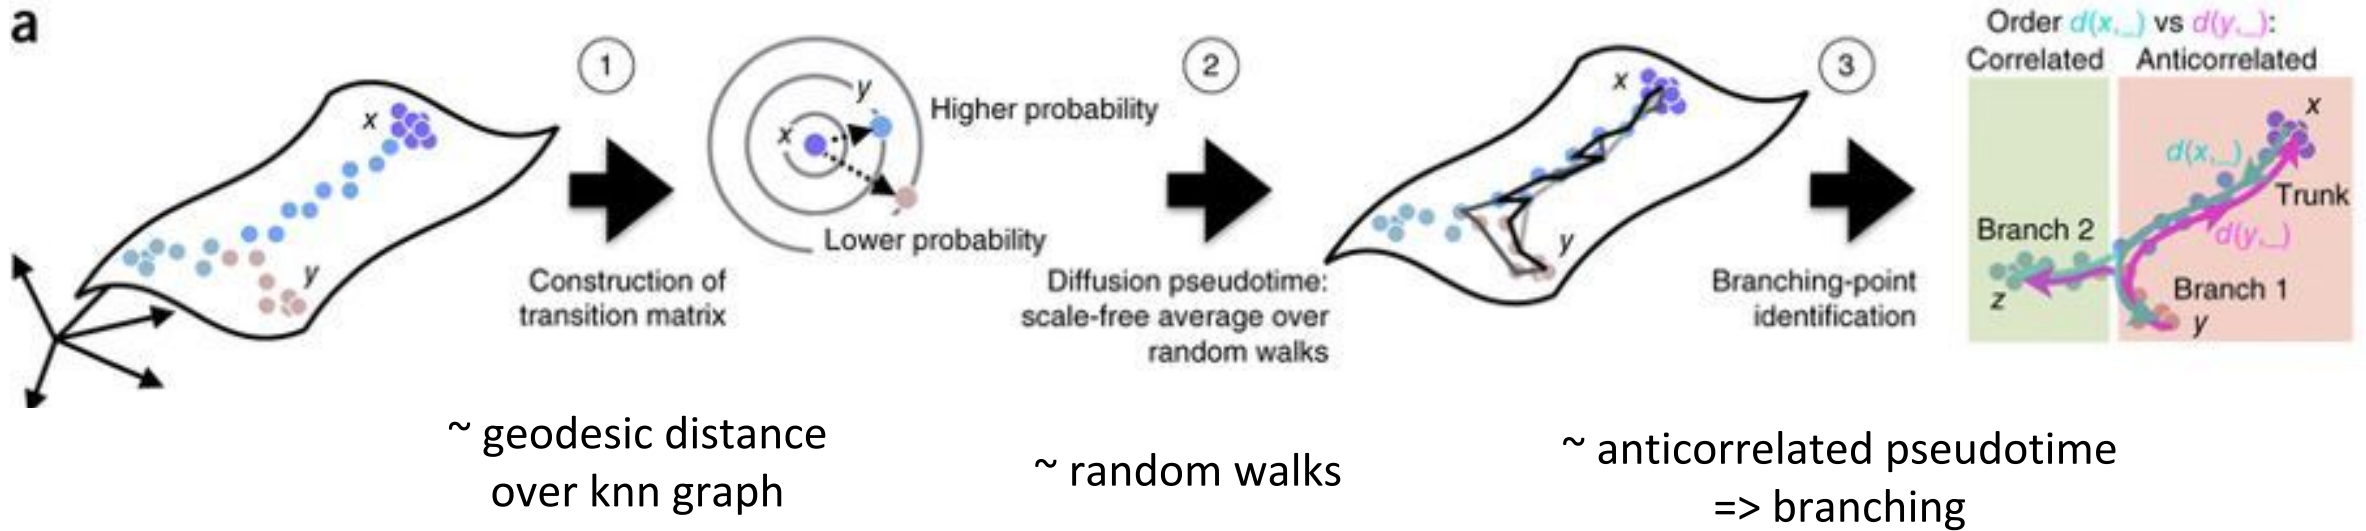 a
x
y
1
Construction of
transition matrix
x
y
Higher probability
Lower probability
2
Diffusion pseudotime:
scale-free average over
random walks
x
y
3
Branching-point
identification
Order d(x,_) vs d(y,_):
Correlated
Anticorrelated
x
d(x,_)
Trunk
d(y,_)
Branch 2
z
Branch 1
y
~ geodesic distance
over knn graph
~ random walks
~ anticorrelated pseudotime
=> branching